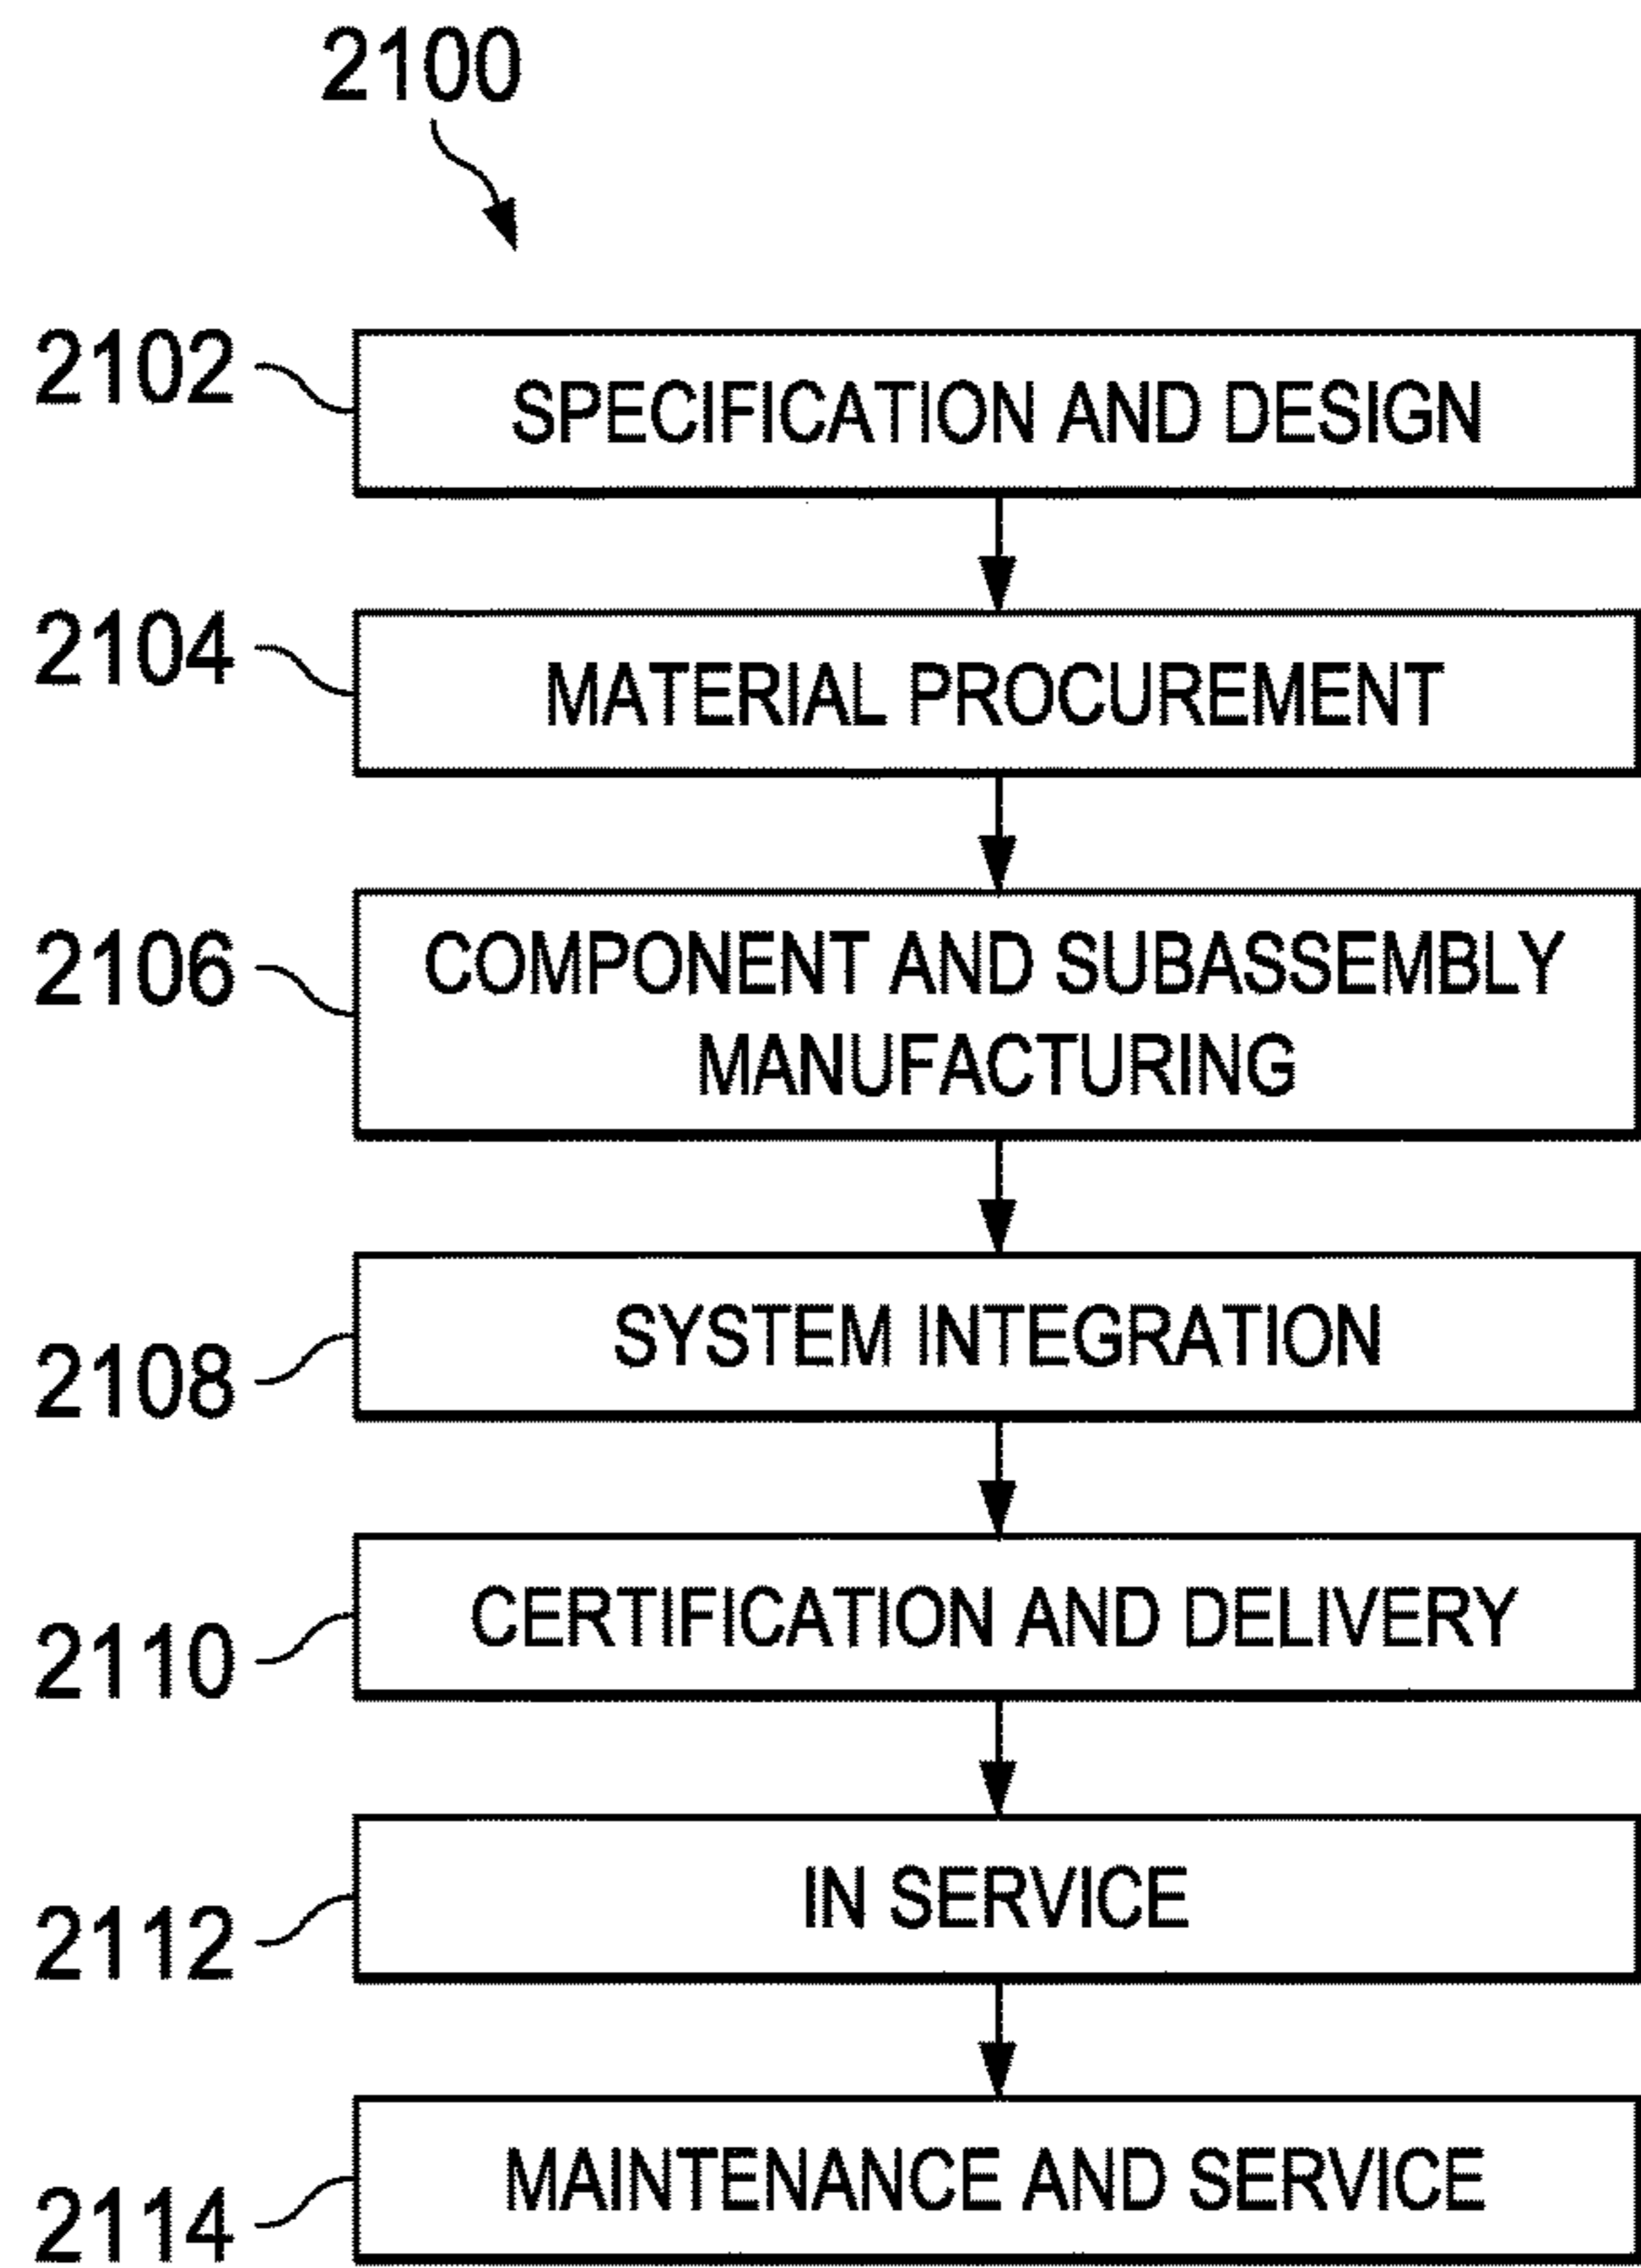 2100
2102
SPECIFICATION AND DESIGN
2104
MATERIAL PROCUREMENT
2106
COMPONENT AND SUBASSEMBLY
MANUFACTURING
2108
SYSTEM INTEGRATION
2110
CERTIFICATION AND DELIVERY
2112
IN SERVICE
2114
MAINTENANCE AND SERVICE